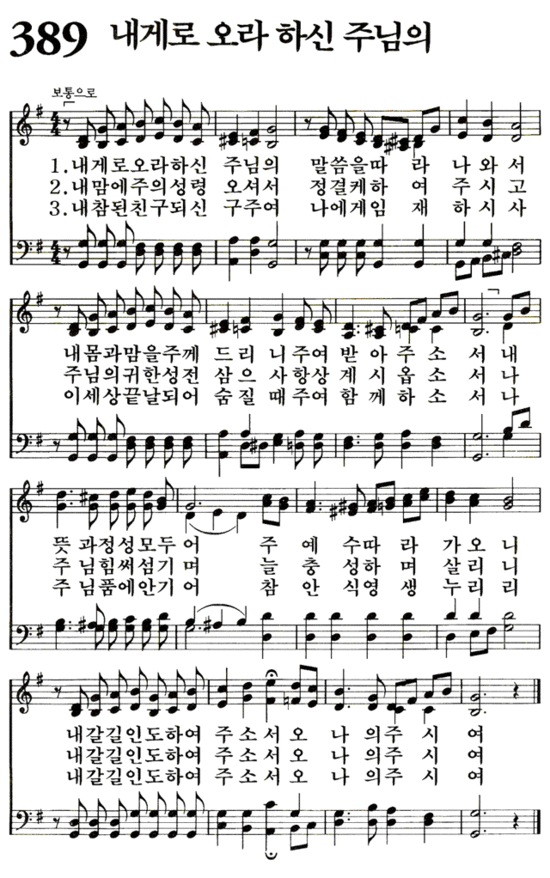 389 내게로 오라 하신 주님의
보통으로
1.내게로오라하신 주님의 말씀을따 라 나와서
2.내맘에주의성령 오셔서 정결케하 여 주시고
3.내참된친구되신 구주여 나에게임 재 하시사
내몸과맘을주께 드리니주여받아주소서내
주님의귀한성전 삼으사항상계시옵소서나
이세상끝날되어 숨질때주여함께하소서나
뜻과정성모두어 주예수따라가오니
주님힘써섬기며 늘충성하며살리니
주님품에안기어 참안식영생누리리
내갈길인도하여 주소서오 나의주시여
내갈길인도하여 주소서오 나의주시여
내갈길인도하여 주소서오 나의주시여